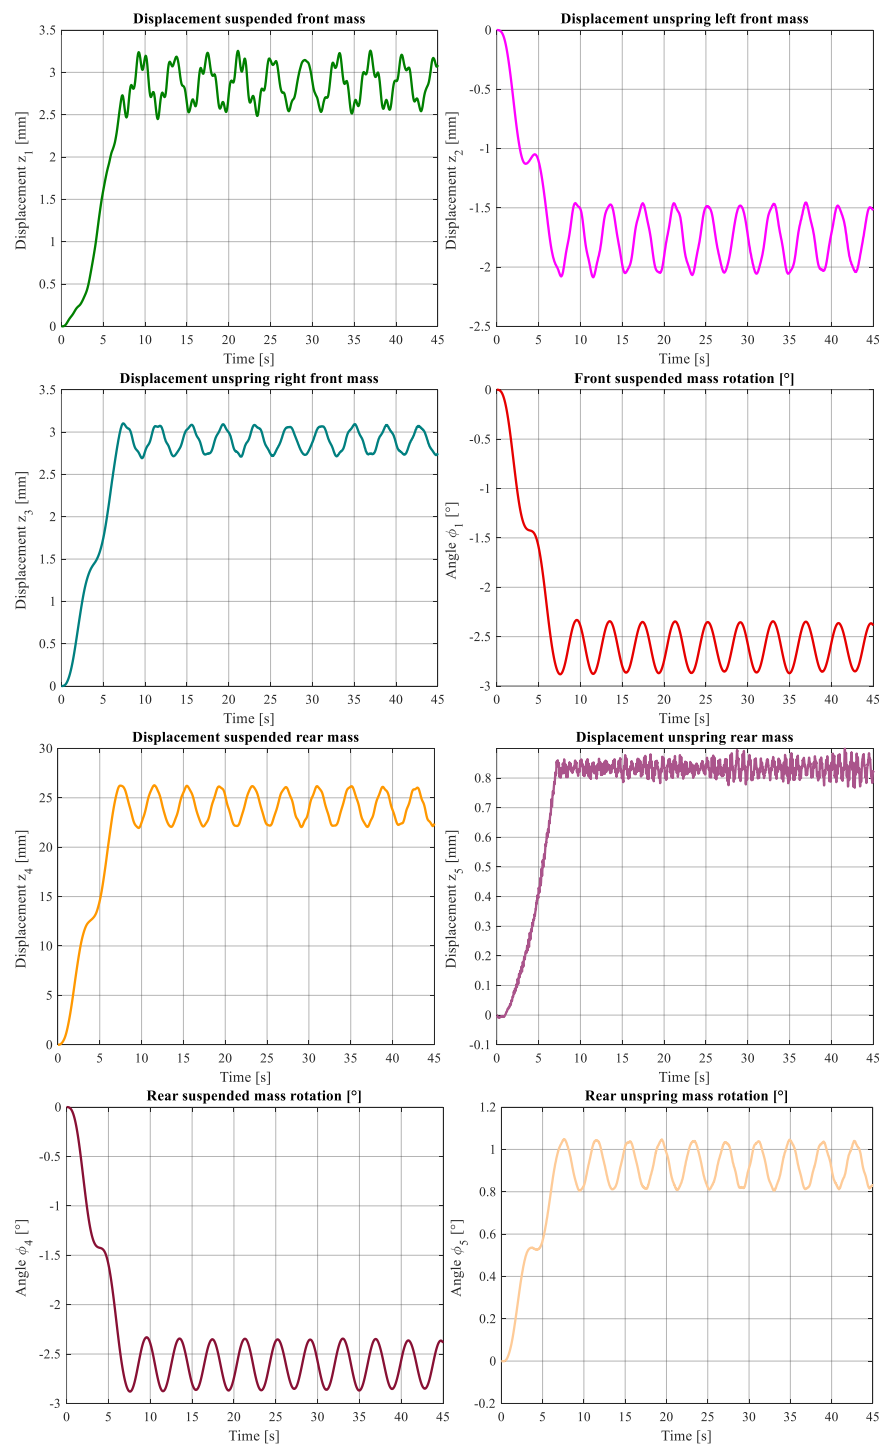 Displacement suspended front mass
3.5
3
2.5
2
1.5
1
0.5
0
Displacement z1 [mm]
0 5 10 15 20 25 30 35 40 45
Time [s]
Displacement unspring left front mass
0
-0.5
-1
-1.5
-2
-2.5
Displacement z2 [mm]
0 5 10 15 20 25 30 35 40 45
Time [s]
Displacement unspring right front mass
3.5
3
2.5
2
1.5
1
0.5
0
Displacement z3 [mm]
0 5 10 15 20 25 30 35 40 45
Time [s]
Front suspended mass rotation [°]
0
-0.5
-1
-1.5
-2
-2.5
-3
Angle ϕ1 [°]
0 5 10 15 20 25 30 35 40 45
Time [s]
Displacement suspended rear mass
30
25
20
15
10
5
0
Displacement z4 [mm]
0 5 10 15 20 25 30 35 40 45
Time [s]
Displacement unspring rear mass
0.8
0.7
0.6
0.5
0.4
0.3
0.2
0.1
0
-0.1
Displacement z5 [mm]
0 5 10 15 20 25 30 35 40 45
Time [s]
Rear suspended mass rotation [°]
0
-0.5
-1
-1.5
-2
-2.5
-3
Angle ϕ4 [°]
0 5 10 15 20 25 30 35 40 45
Time [s]
Rear unspring mass rotation [°]
1.2
1
0.8
0.6
0.4
0.2
0
-0.2
Angle ϕ5 [°]
0 5 10 15 20 25 30 35 40 45
Time [s]